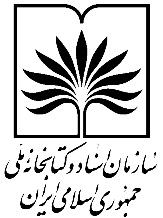 سازمان اسناد و کتابخانه ملی
جمهوری اسلامی ایران